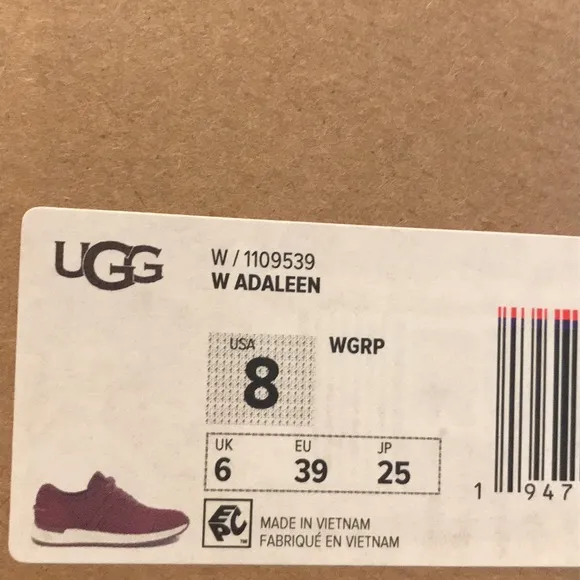 UGG
W / 1109539
W ADALEEN
USA
8
WGRP
UK EU JP
6 39 25
1 947
EPC
MADE IN VIETNAM
FABRIQUÉ EN VIETNAM